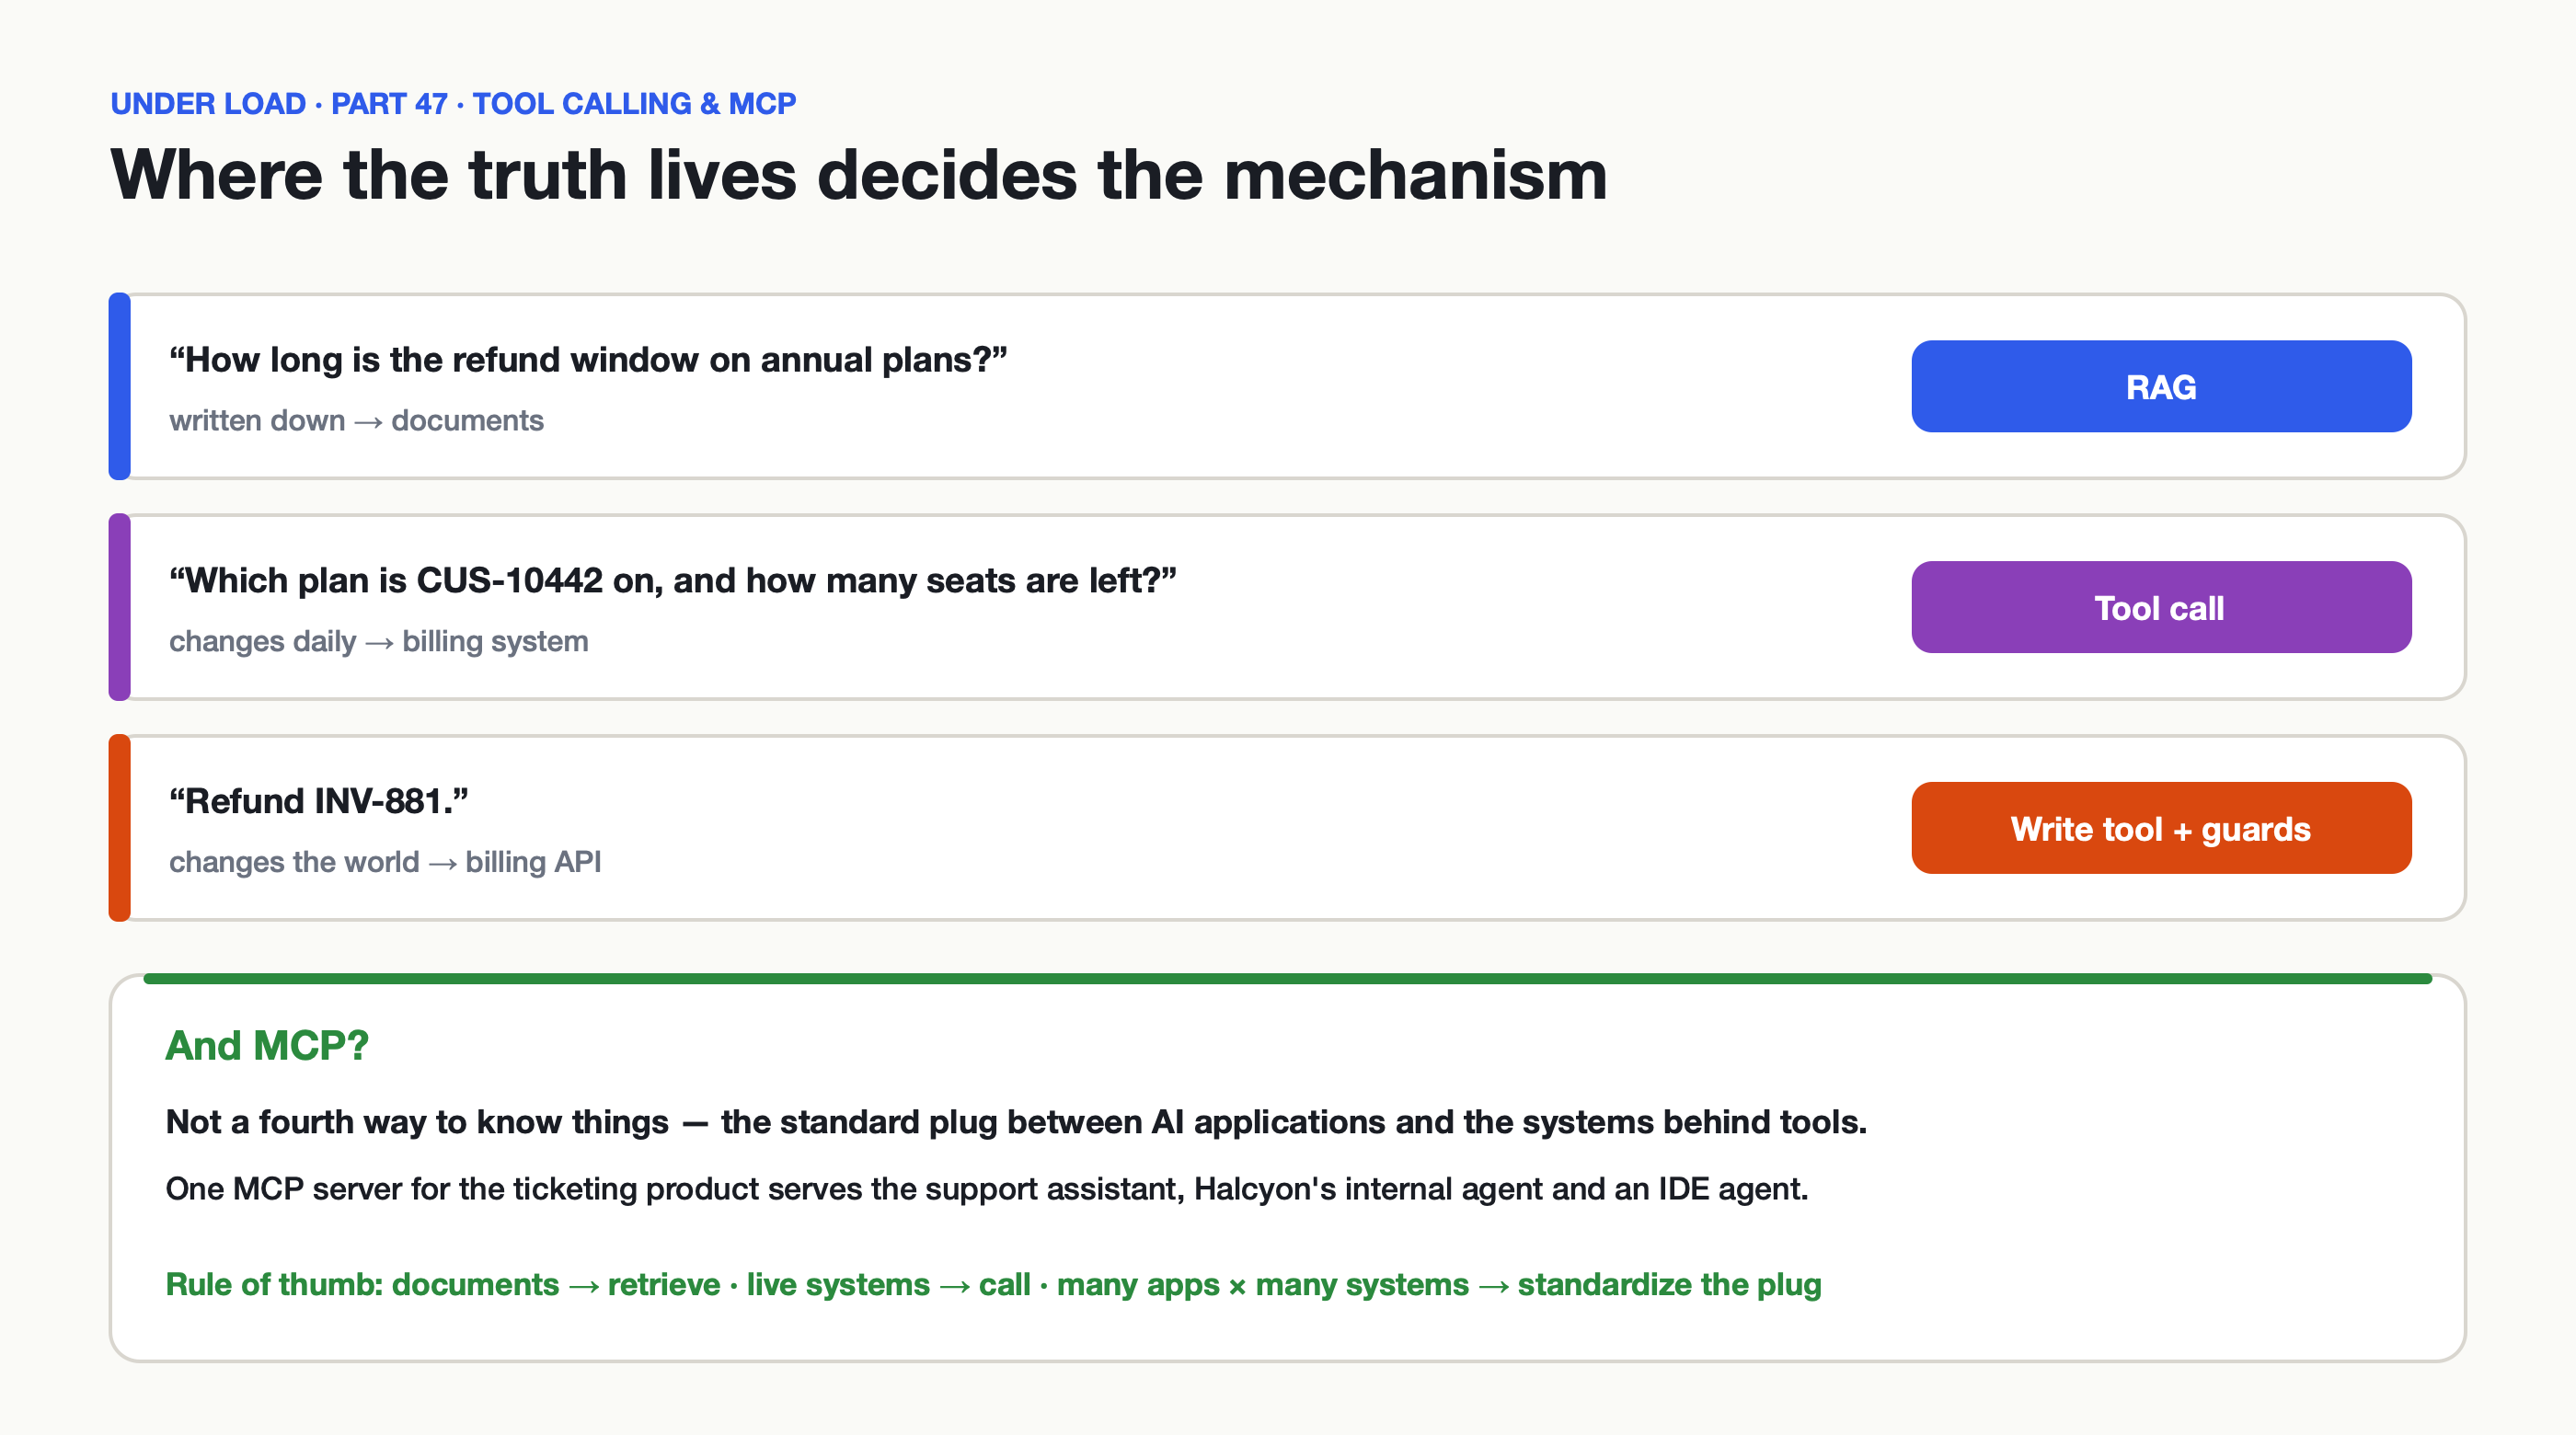 UNDER LOAD · PART 47 · TOOL CALLING & MCP
Where the truth lives decides the mechanism
“How long is the refund window on annual plans?”
written down → documents
RAG
“Which plan is CUS-10442 on, and how many seats are left?”
changes daily → billing system
Tool call
“Refund INV-881.”
changes the world → billing API
Write tool + guards
And MCP?
Not a fourth way to know things — the standard plug between AI applications and the systems behind tools.
One MCP server for the ticketing product serves the support assistant, Halcyon's internal agent and an IDE agent.
Rule of thumb: documents → retrieve · live systems → call · many apps × many systems → standardize the plug